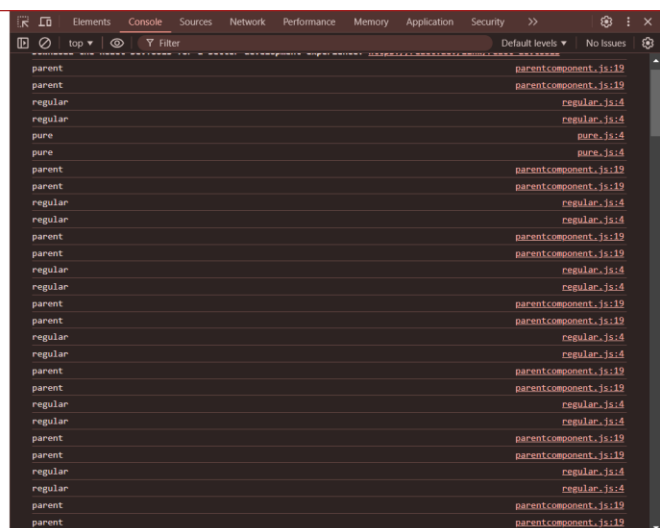 Elements Console Sources Network Performance Memory Application Security
top Filter Default levels No Issues
parent parentcomponent.js:19
parent parentcomponent.js:19
regular regular.js:4
regular regular.js:4
pure pure.js:4
pure pure.js:4
parent parentcomponent.js:19
parent parentcomponent.js:19
regular regular.js:4
regular regular.js:4
parent parentcomponent.js:19
parent parentcomponent.js:19
regular regular.js:4
regular regular.js:4
parent parentcomponent.js:19
parent parentcomponent.js:19
regular regular.js:4
regular regular.js:4
parent parentcomponent.js:19
parent parentcomponent.js:19
regular regular.js:4
regular regular.js:4
parent parentcomponent.js:19
parent parentcomponent.js:19
regular regular.js:4
regular regular.js:4
parent parentcomponent.js:19
parent parentcomponent.js:19